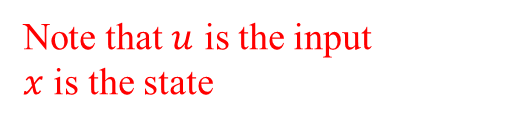 Note that 𝑢 is the input
𝑥 is the state